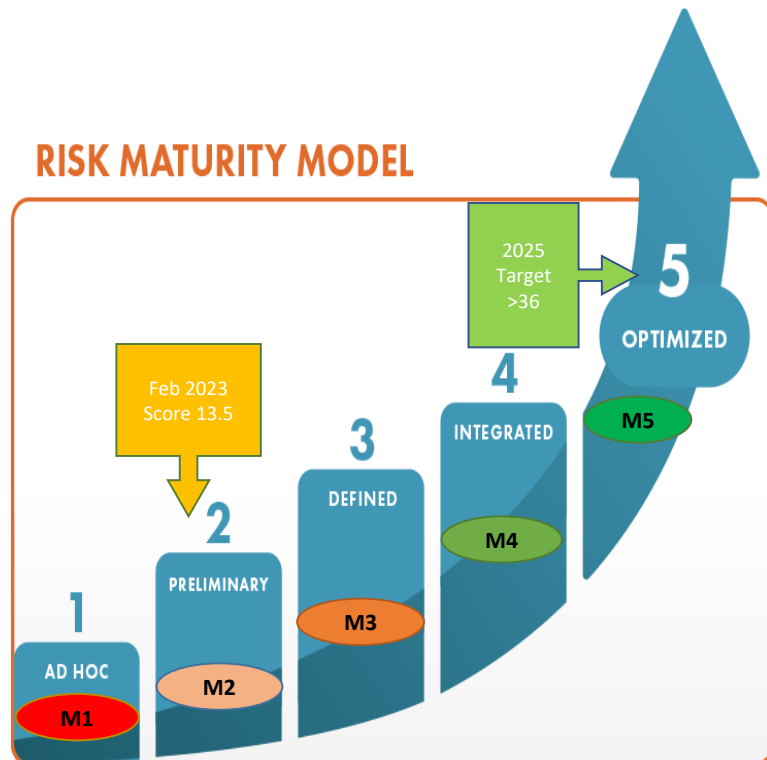 RISK MATURITY MODEL
2025
Target
>36
5
OPTIMIZED
Feb 2023
Score 13.5
4
INTEGRATED
M5
3
DEFINED
M4
2
PRELIMINARY
M3
1
AD HOC
M2
M1